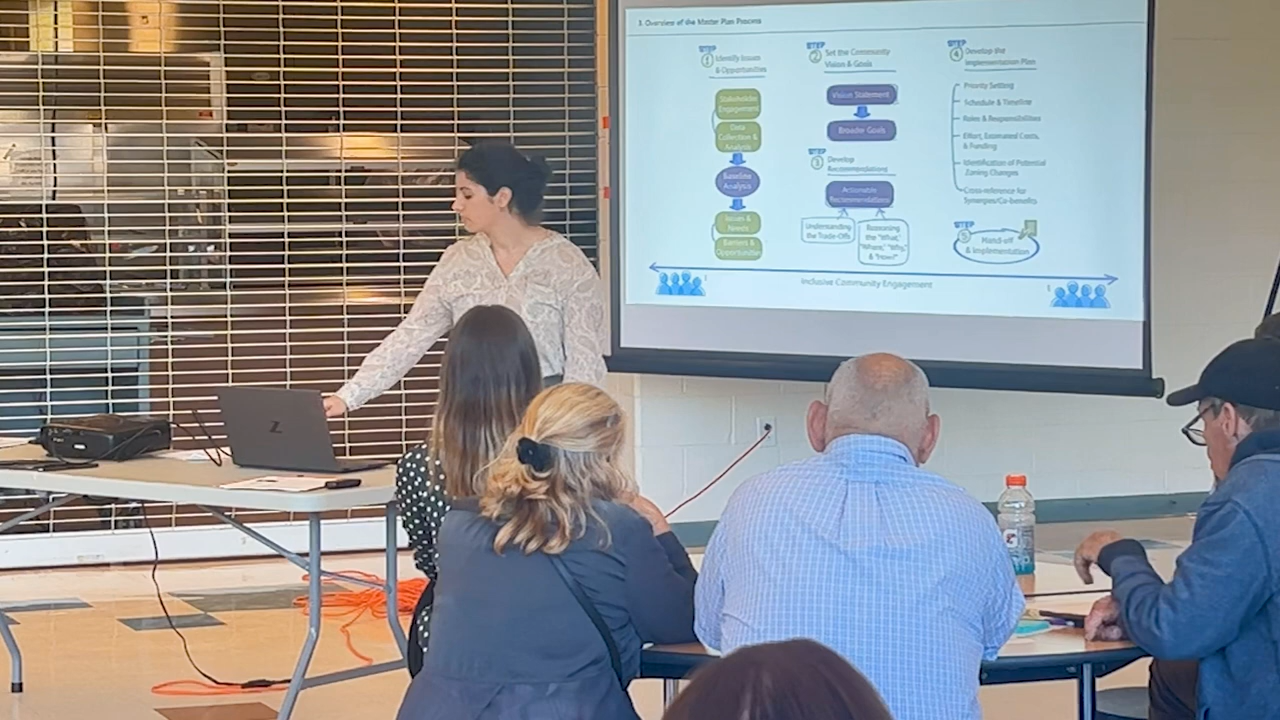 3. Overview of the Master Plan Process
STEP
1
Identify Issues
& Opportunities
Stakeholder
Engagement
Data
Collection &
Analysis
Baseline
Analysis
Issues &
Needs
Barriers &
Opportunities
STEP
2
Set the Community
Vision & Goals
Vision Statement
Broader Goals
STEP
3
Develop
Recommendations
Actionable
Recommendations
Understanding
the Trade-Offs
Reasoning
the "What,"
"Where," "Why,"
& "How?"
STEP
4
Develop the
Implementation Plan
Priority Setting
Schedule & Timeline
Roles & Responsibilities
Effort, Estimated Costs,
& Funding
Identification of Potential
Zoning Changes
Cross-reference for
Synergies/Co-benefits
STEP
5
Hand-off
& Implementation
Inclusive Community Engagement
Z
G